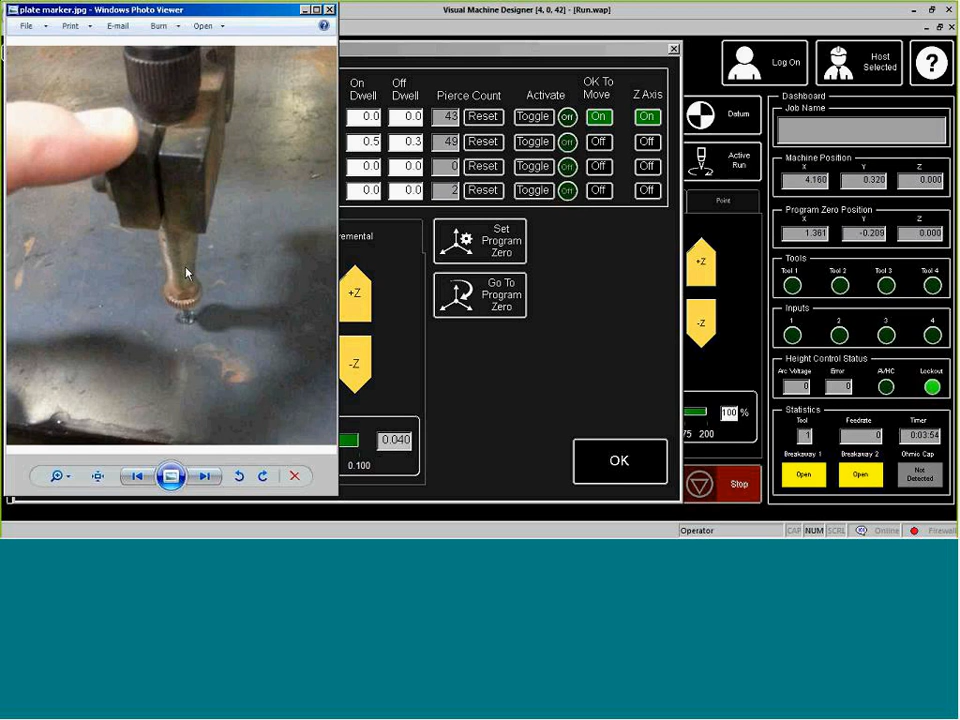 plate marker.jpg - Windows Photo Viewer
File Print E-mail Burn Open
Visual Machine Designer [4, 0, 42] - [Run.wap]
On Dwell Off Dwell Pierce Count Activate OK To Move Z Axis
0.0 0.0 43 Reset Toggle Off On On
0.5 0.3 49 Reset Toggle Off Off Off
0.0 0.0 0 Reset Toggle Off Off Off
0.0 0.0 2 Reset Toggle Off Off Off
remental
+Z
-Z
0.040
0.100
Set
Program
Zero
Go To
Program
Zero
OK
Log On
Host
Selected
?
Datum
Active
Run
Point
+Z
-Z
100 %
75 200
Stop
Dashboard
Job Name
Machine Position
X Y Z
4.160 0.320 0.000
Program Zero Position
X Y Z
1.361 -0.209 0.000
Tools
Tool 1 Tool 2 Tool 3 Tool 4
Inputs
1 2 3 4
Height Control Status
Arc Voltage Error AVHC Lockout
0 0
Statistics
Tool Feedrate Timer
1 0 0:03:54
Breakaway 1 Breakaway 2 Ohmic Cap
Open Open Not
Detected
Operator CAP NUM SCRL Online Firewall